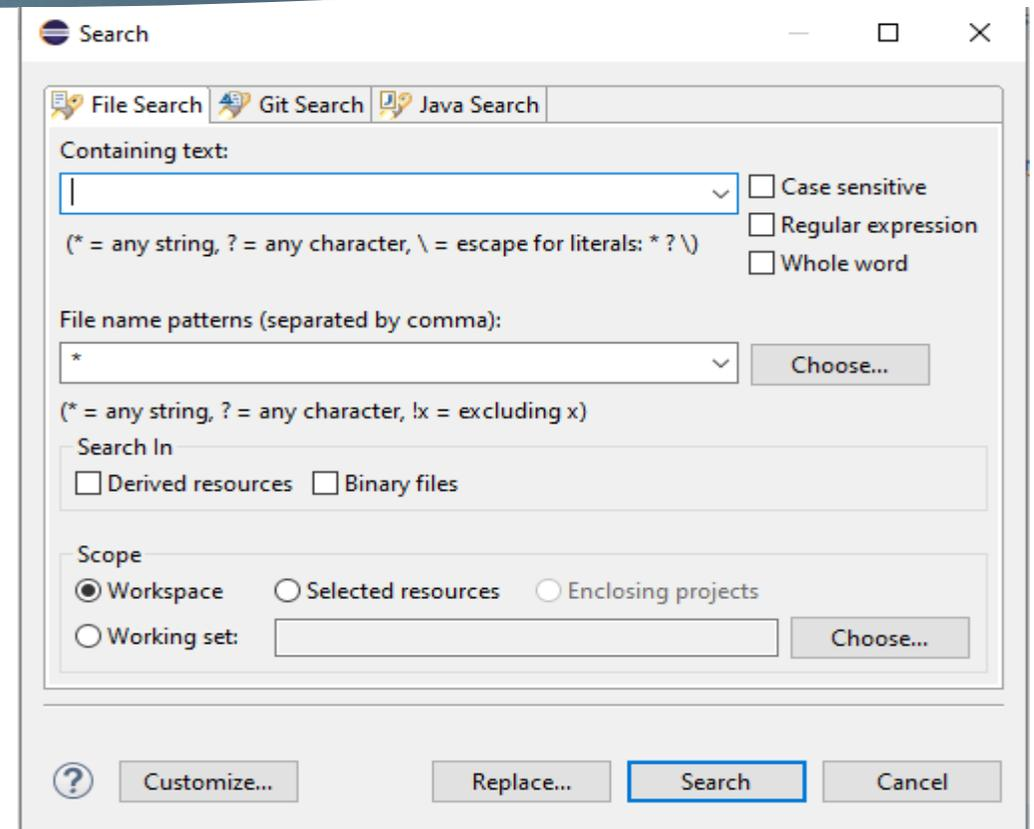 Search
File Search Git Search Java Search
Containing text:
Case sensitive
(* = any string, ? = any character, \ = escape for literals: * ? \)
Regular expression
Whole word
File name patterns (separated by comma):
*
Choose...
(* = any string, ? = any character, !x = excluding x)
Search In
Derived resources Binary files
Scope
Workspace Selected resources Enclosing projects
Working set: Choose...
? Customize... Replace... Search Cancel